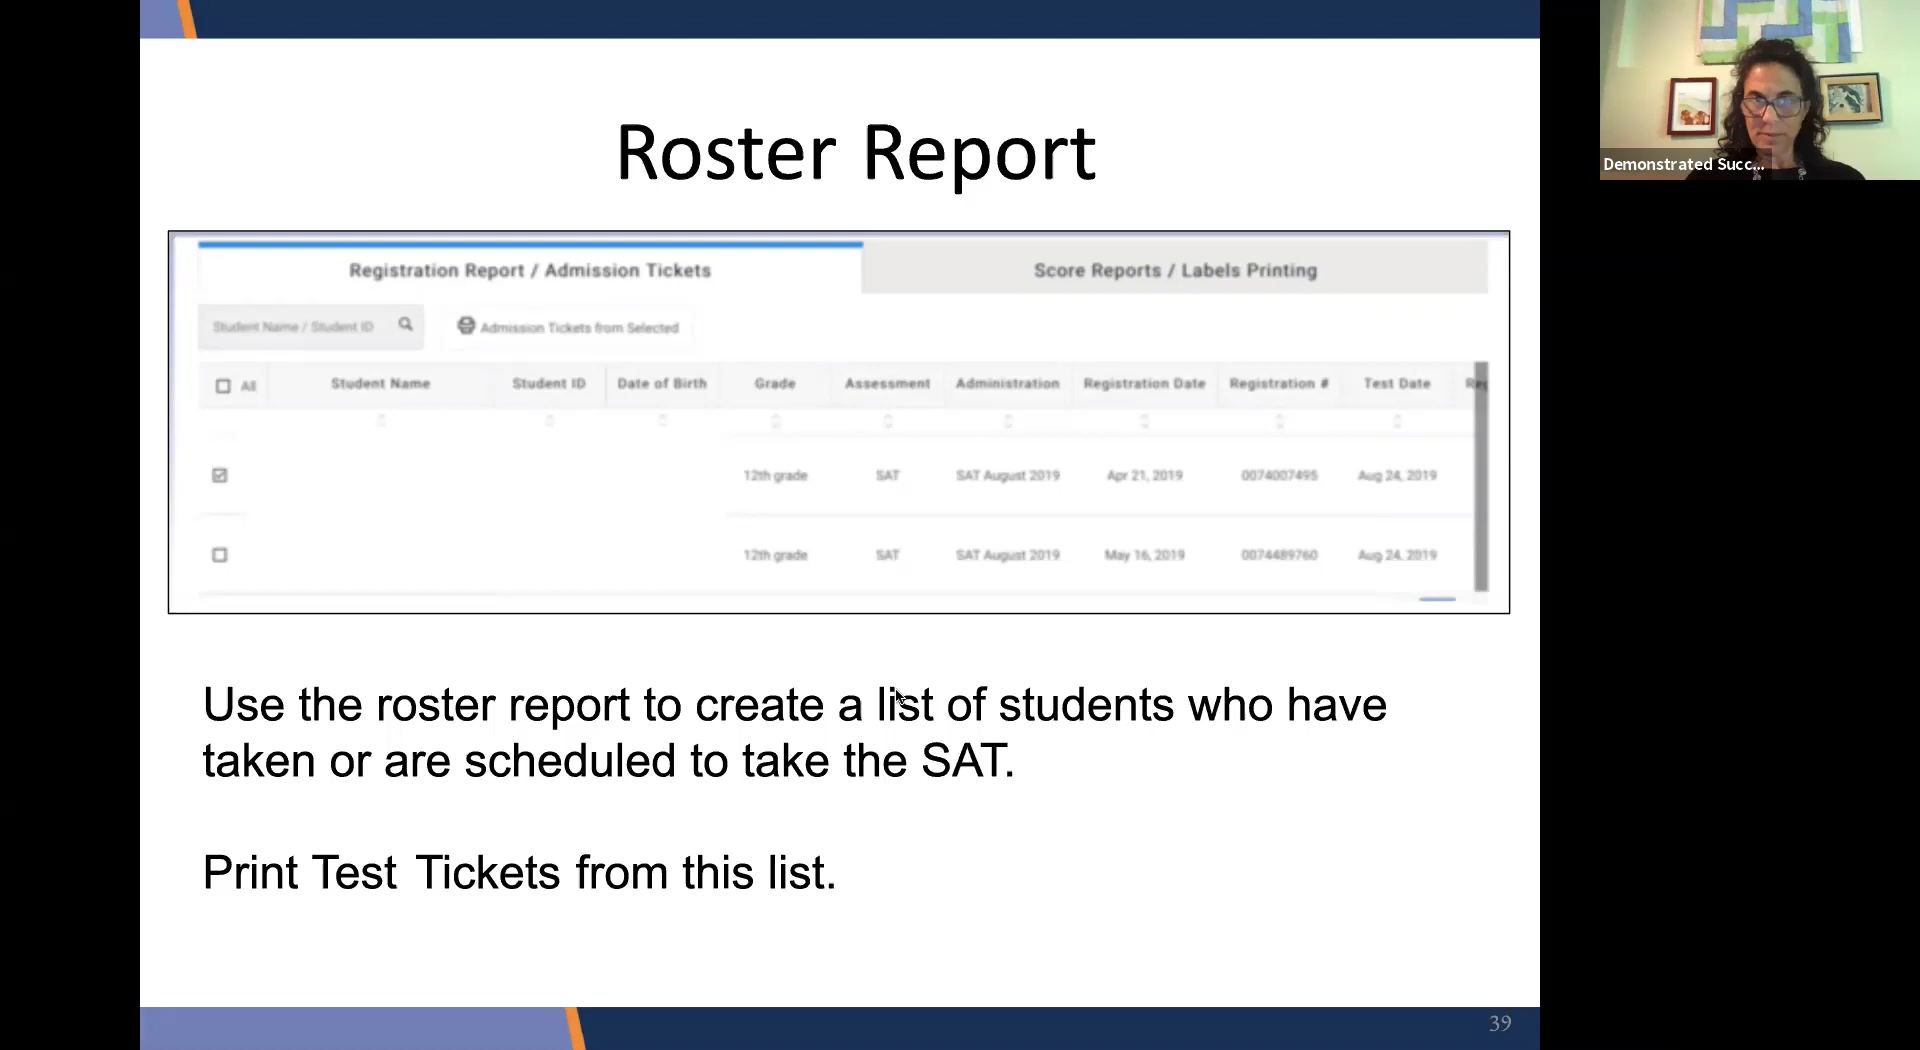 Demonstrated Succ...
Roster Report
Registration Report / Admission Tickets
Score Reports / Labels Printing
Student Name / Student ID
Admission Tickets from Selected
All Student Name Student ID Date of Birth Grade Assessment Administration Registration Date Registration # Test Date Reg
12th grade SAT SAT August 2019 Apr 21, 2019 0074007495 Aug 24, 2019
12th grade SAT SAT August 2019 May 16, 2019 0074489760 Aug 24, 2019
Use the roster report to create a list of students who have
taken or are scheduled to take the SAT.
Print Test Tickets from this list.
39